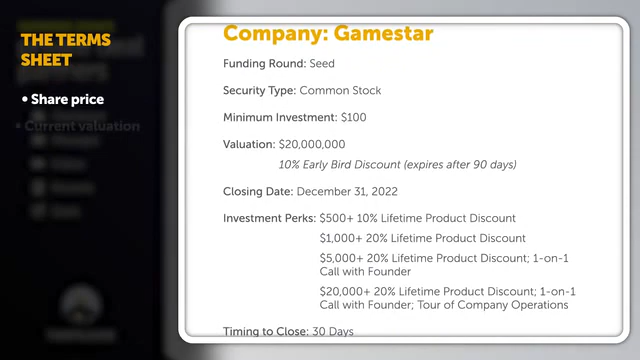 THE TERMS
SHEET
• Share price
• Current valuation
Company: Gamestar
Funding Round: Seed
Security Type: Common Stock
Minimum Investment: $100
Valuation: $20,000,000
10% Early Bird Discount (expires after 90 days)
Closing Date: December 31, 2022
Investment Perks: $500+ 10% Lifetime Product Discount
$1,000+ 20% Lifetime Product Discount
$5,000+ 20% Lifetime Product Discount; 1-on-1
Call with Founder
$20,000+ 20% Lifetime Product Discount; 1-on-1
Call with Founder; Tour of Company Operations
Timing to Close: 30 Days